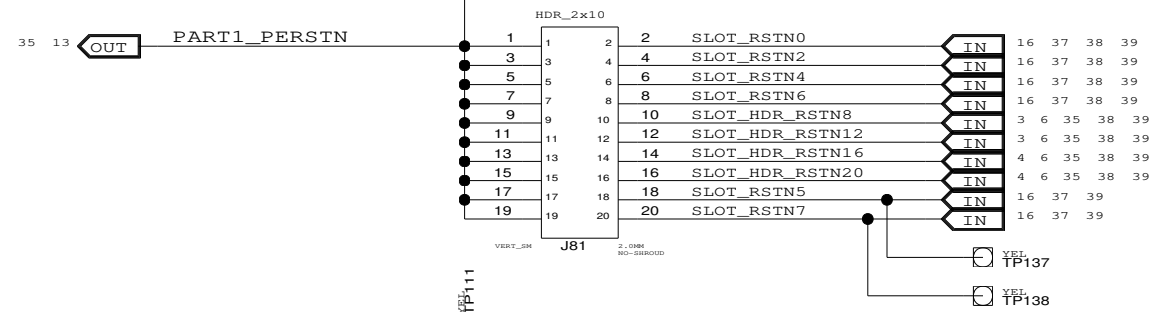 HDR_2x10
35 13 OUT PART1_PERSTN
1 1 2 2 SLOT_RSTN0 IN 16 37 38 39
3 3 4 4 SLOT_RSTN2 IN 16 37 38 39
5 5 6 6 SLOT_RSTN4 IN 16 37 38 39
7 7 8 8 SLOT_RSTN6 IN 16 37 38 39
9 9 10 10 SLOT_HDR_RSTN8 IN 3 6 35 38 39
11 11 12 12 SLOT_HDR_RSTN12 IN 3 6 35 38 39
13 13 14 14 SLOT_HDR_RSTN16 IN 4 6 35 38 39
15 15 16 16 SLOT_HDR_RSTN20 IN 4 6 35 38 39
17 17 18 18 SLOT_RSTN5 IN 16 37 39
19 19 20 20 SLOT_RSTN7 IN 16 37 39
VERT_SM J81 2.0MM
NO-SHROUD
YEL
TP137
YEL
TP111
YEL
TP138